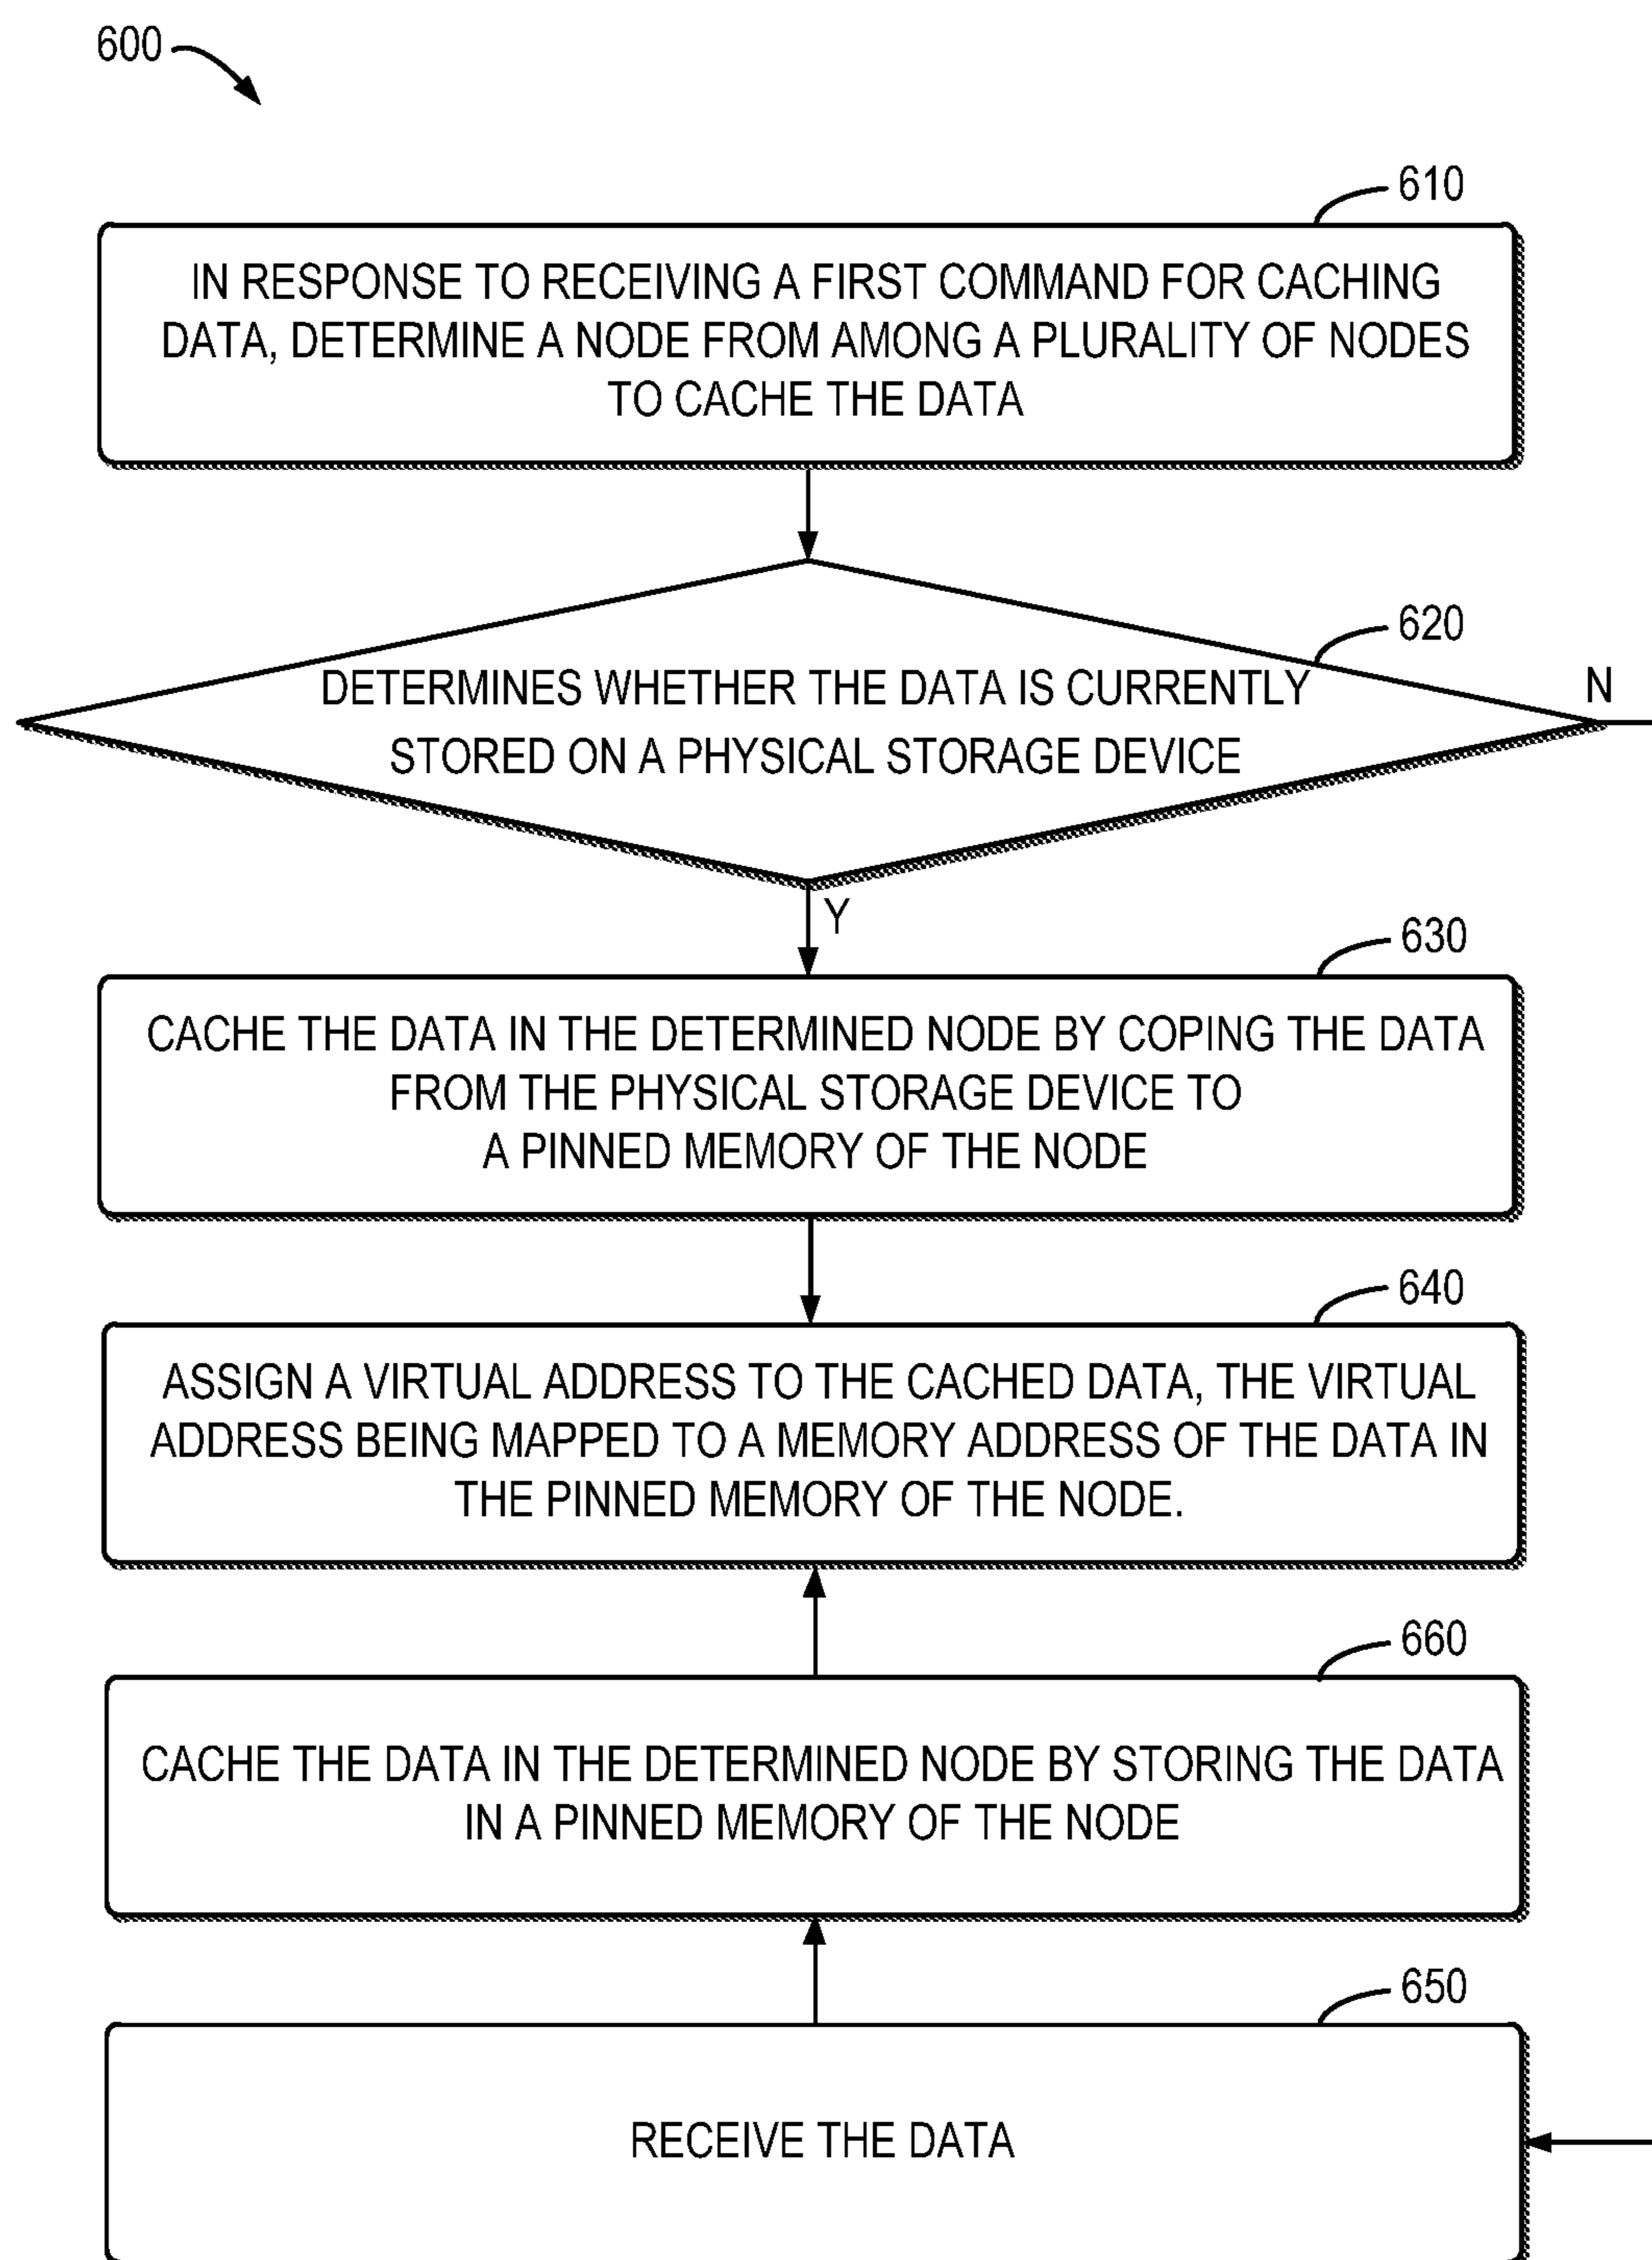 600
610
IN RESPONSE TO RECEIVING A FIRST COMMAND FOR CACHING
DATA, DETERMINE A NODE FROM AMONG A PLURALITY OF NODES
TO CACHE THE DATA
620
DETERMINES WHETHER THE DATA IS CURRENTLY
STORED ON A PHYSICAL STORAGE DEVICE
N
Y
630
CACHE THE DATA IN THE DETERMINED NODE BY COPING THE DATA
FROM THE PHYSICAL STORAGE DEVICE TO
A PINNED MEMORY OF THE NODE
640
ASSIGN A VIRTUAL ADDRESS TO THE CACHED DATA, THE VIRTUAL
ADDRESS BEING MAPPED TO A MEMORY ADDRESS OF THE DATA IN
THE PINNED MEMORY OF THE NODE.
660
CACHE THE DATA IN THE DETERMINED NODE BY STORING THE DATA
IN A PINNED MEMORY OF THE NODE
650
RECEIVE THE DATA